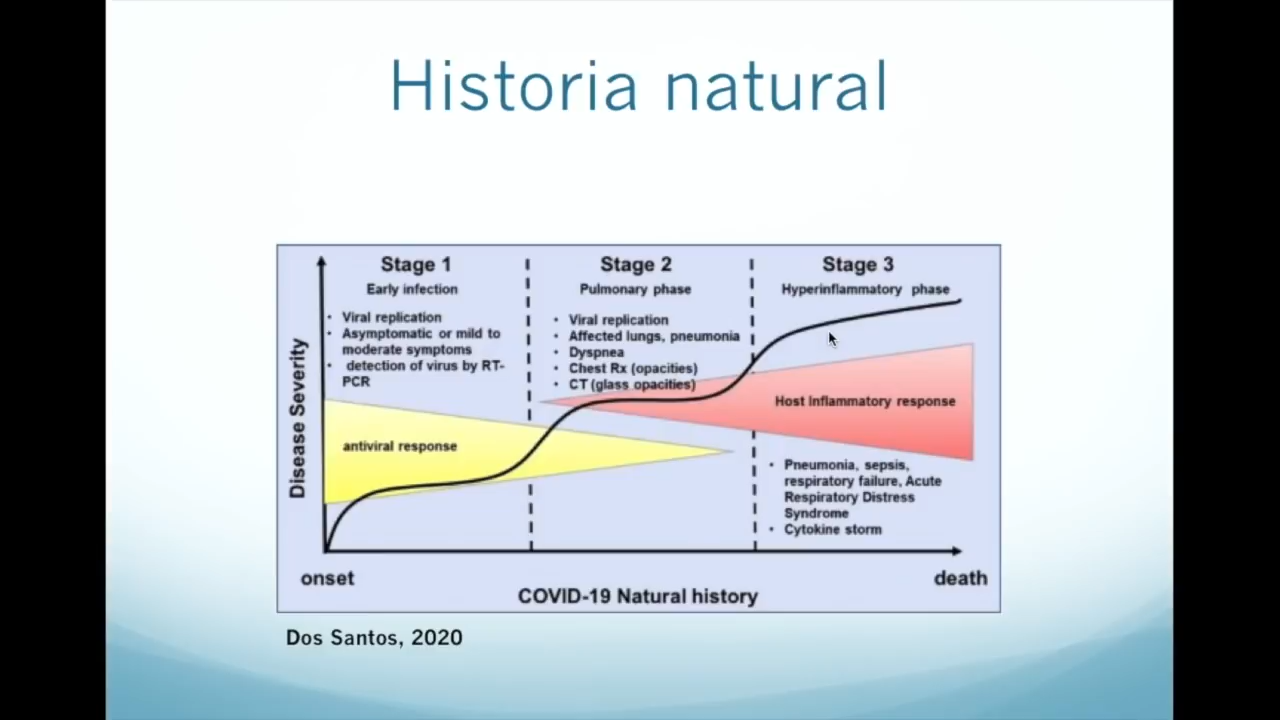 Historia natural
Stage 1
Early infection
• Viral replication
• Asymptomatic or mild to
moderate symptoms
• detection of virus by RT-
PCR
antiviral response
Stage 2
Pulmonary phase
• Viral replication
• Affected lungs, pneumonia
• Dyspnea
• Chest Rx (opacities)
• CT (glass opacities)
Stage 3
Hyperinflammatory phase
Host Inflammatory response
• Pneumonia, sepsis,
respiratory failure, Acute
Respiratory Distress
Syndrome
• Cytokine storm
Disease Severity
onset
death
COVID-19 Natural history
Dos Santos, 2020